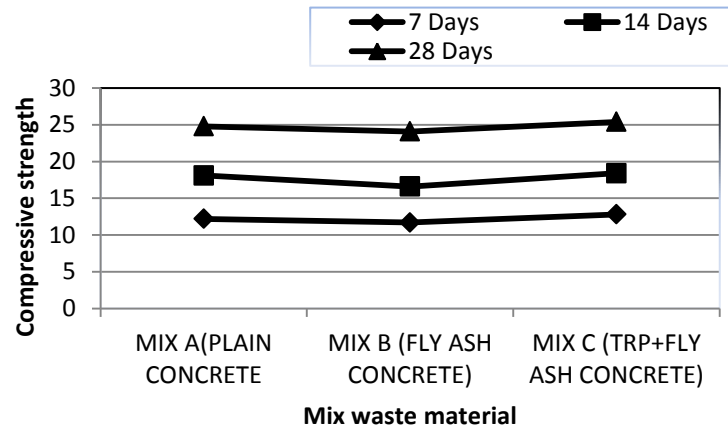 7 Days
14 Days
28 Days
30
25
20
15
10
5
0
Compressive strength
MIX A(PLAIN
CONCRETE
MIX B (FLY ASH
CONCRETE)
MIX C (TRP+FLY
ASH CONCRETE)
Mix waste material